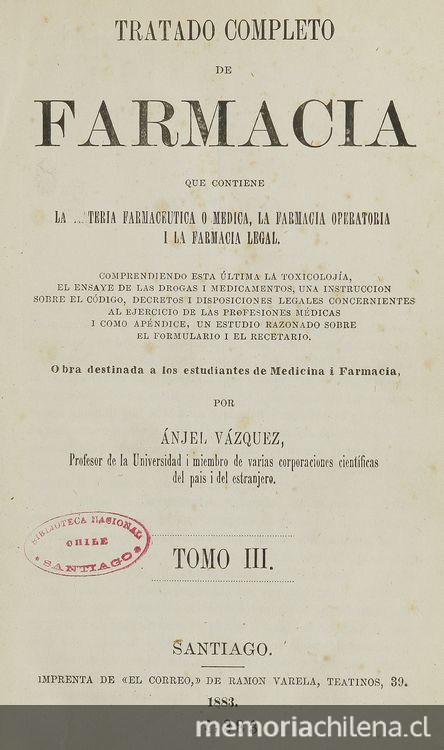 TRATADO COMPLETO
DE
FARMACIA
QUE CONTIENE
LA ...TERIA FARMACEUTICA O MEDICA, LA FARMACIA OPERATORIA
I LA FARMACIA LEGAL.
COMPRENDIENDO ESTA ÚLTIMA LA TOXICOLOJÍA,
EL ENSAYE DE LAS DROGAS I MEDICAMENTOS, UNA INSTRUCCION
SOBRE EL CÓDIGO, DECRETOS I DISPOSICIONES LEGALES CONCERNIENTES
AL EJERCICIO DE LAS PROFESIONES MÉDICAS
I COMO APÉNDICE, UN ESTUDIO RAZONADO SOBRE
EL FORMULARIO I EL RECETARIO.
Obra destinada a los estudiantes de Medicina i Farmacia,
POR
ÁNJEL VÁZQUEZ,
Profesor de la Universidad i miembro de varias corporaciones científicas
del pais i del estranjero.
BIBLIOTECA NACIONAL
CHILE
SANTIAGO
TOMO III.
SANTIAGO.
IMPRENTA DE «EL CORREO,» DE RAMON VARELA, TEATINOS, 39.
1883.
memoriachilena.cl